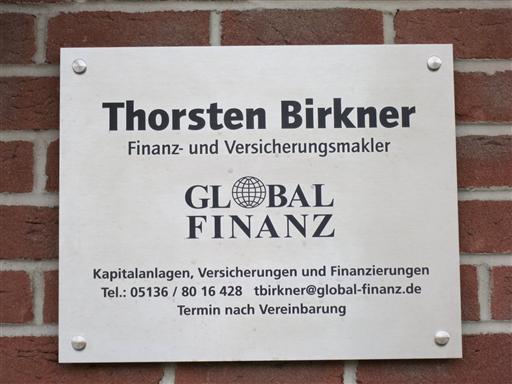 Thorsten Birkner
Finanz- und Versicherungsmakler
GLOBAL
FINANZ
Kapitalanlagen, Versicherungen und Finanzierungen
Tel.: 05136 / 80 16 428 tbirkner@global-finanz.de
Termin nach Vereinbarung